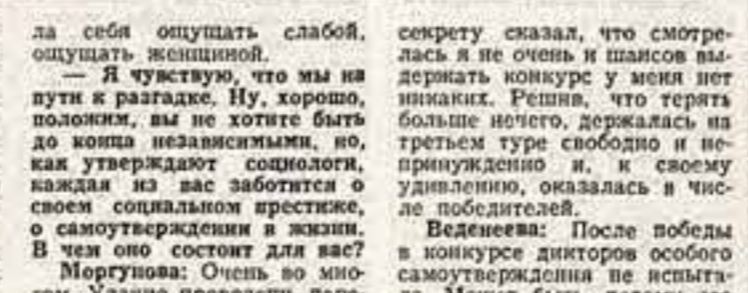 ла себя ощущать слабой,
ощущать женщиной.
— Я чувствую, что мы на
пути к разгадке. Ну, хорошо,
положим, вы не хотите быть
до конца независимыми, но,
как утверждают социологи,
каждая из вас заботится о
своем социальном престиже,
о самоутверждении в жизни.
В чем оно состоит для вас?
Моргунова: Очень во мно-
секрету сказал, что смотре-
лась я не очень и шансов вы-
держать конкурс у меня нет
никаких. Решив, что терять
больше нечего, держалась на
третьем туре свободно и не-
принужденно и, к своему
удивлению, оказалась в чис-
ле победителей.
Веденеева: После победы
в конкурсе дикторов особого
самоутверждения не испыта-